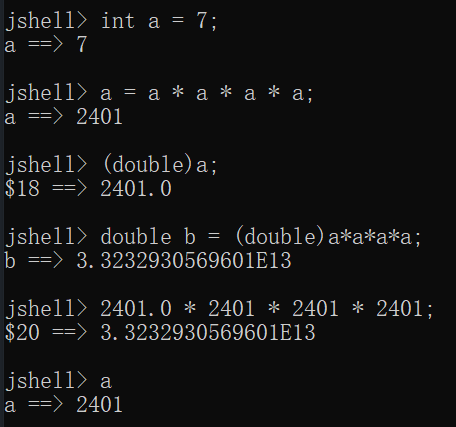 jshell> int a = 7;
a ==> 7
jshell> a = a * a * a * a;
a ==> 2401
jshell> (double)a;
$18 ==> 2401.0
jshell> double b = (double)a*a*a*a;
b ==> 3.3232930569601E13
jshell> 2401.0 * 2401 * 2401 * 2401;
$20 ==> 3.3232930569601E13
jshell> a
a ==> 2401